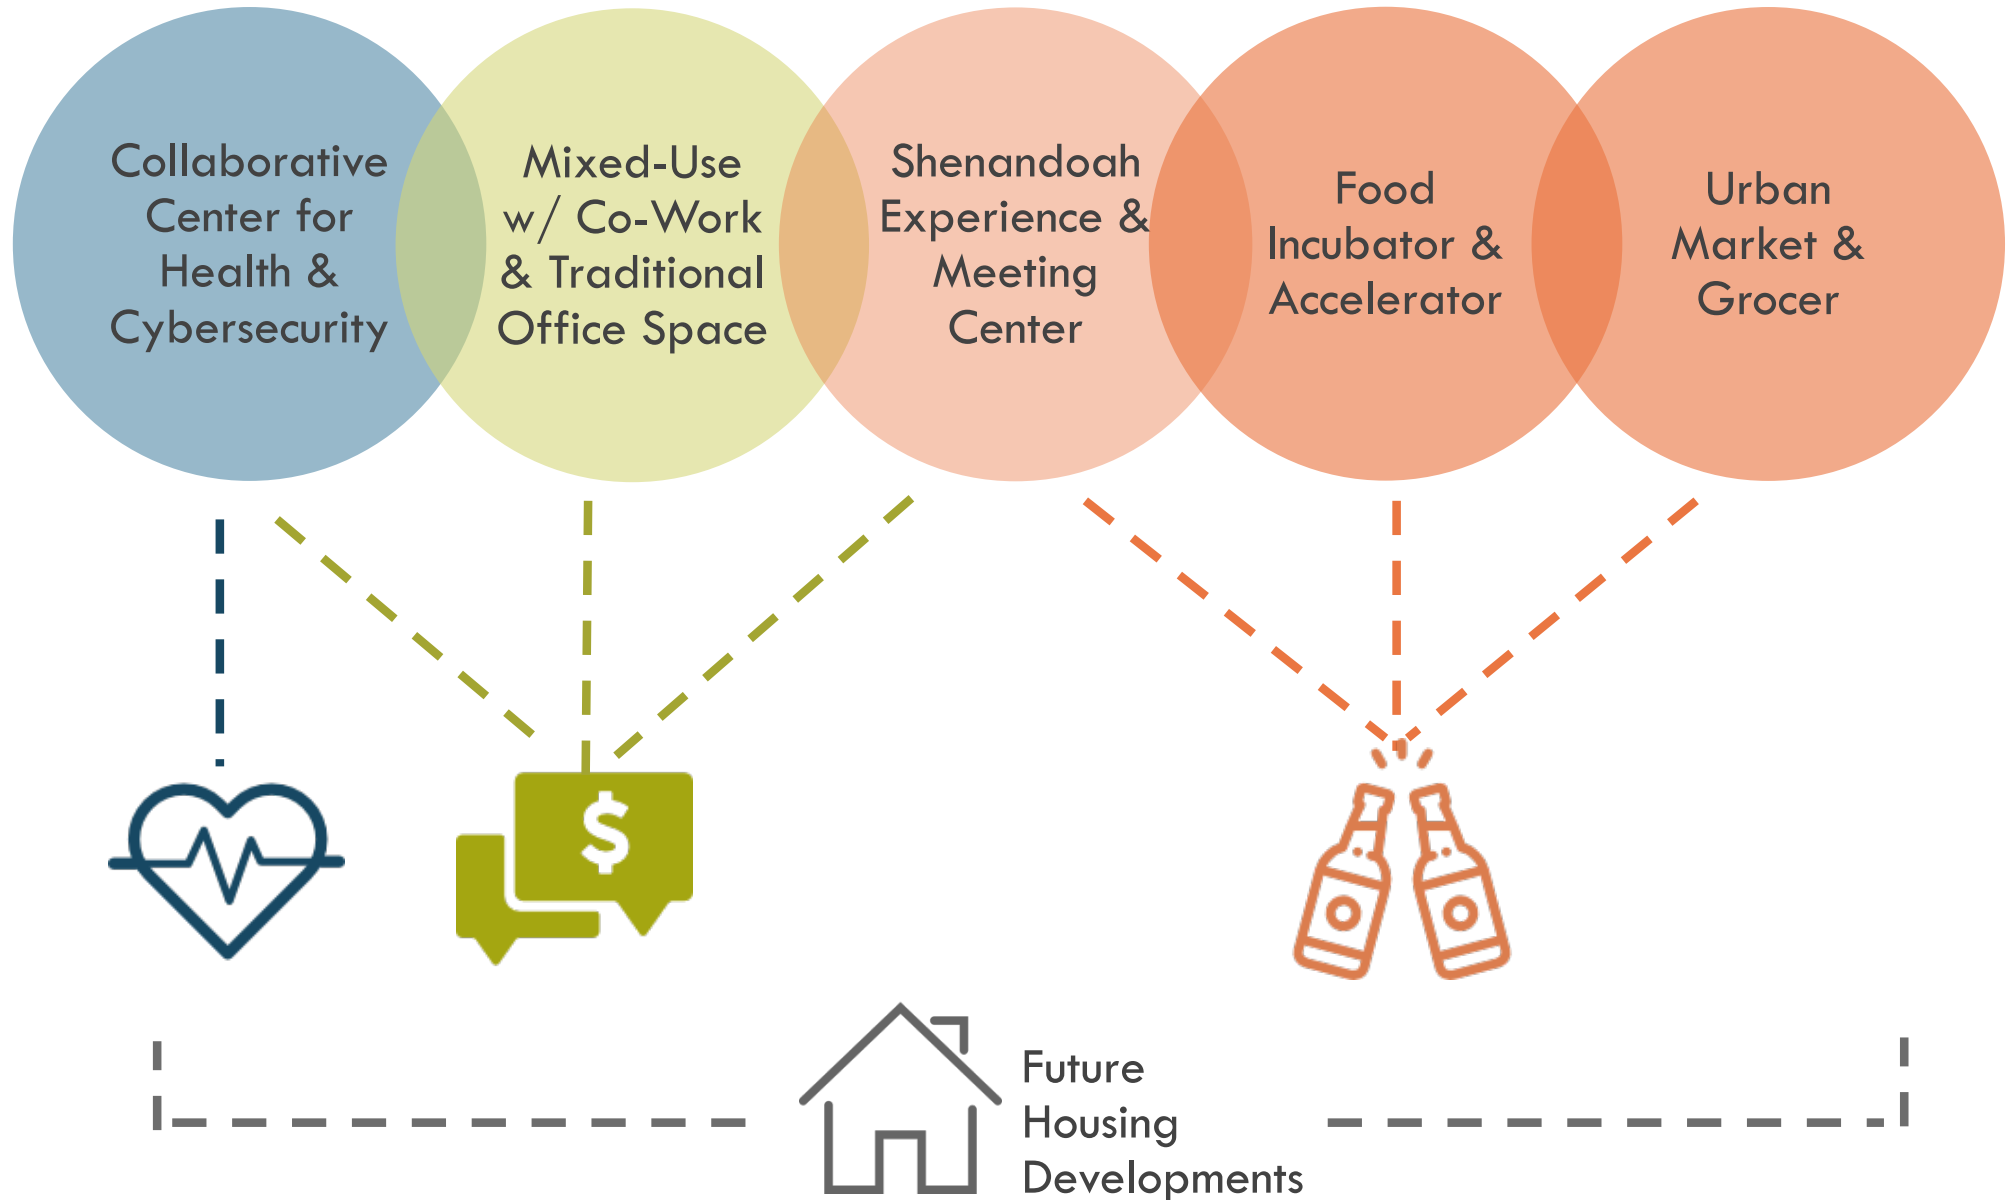 Collaborative
Center for
Health &
Cybersecurity
Mixed-Use
w/ Co-Work
& Traditional
Office Space
Shenandoah
Experience &
Meeting
Center
Food
Incubator &
Accelerator
Urban
Market &
Grocer
$
Future
Housing
Developments